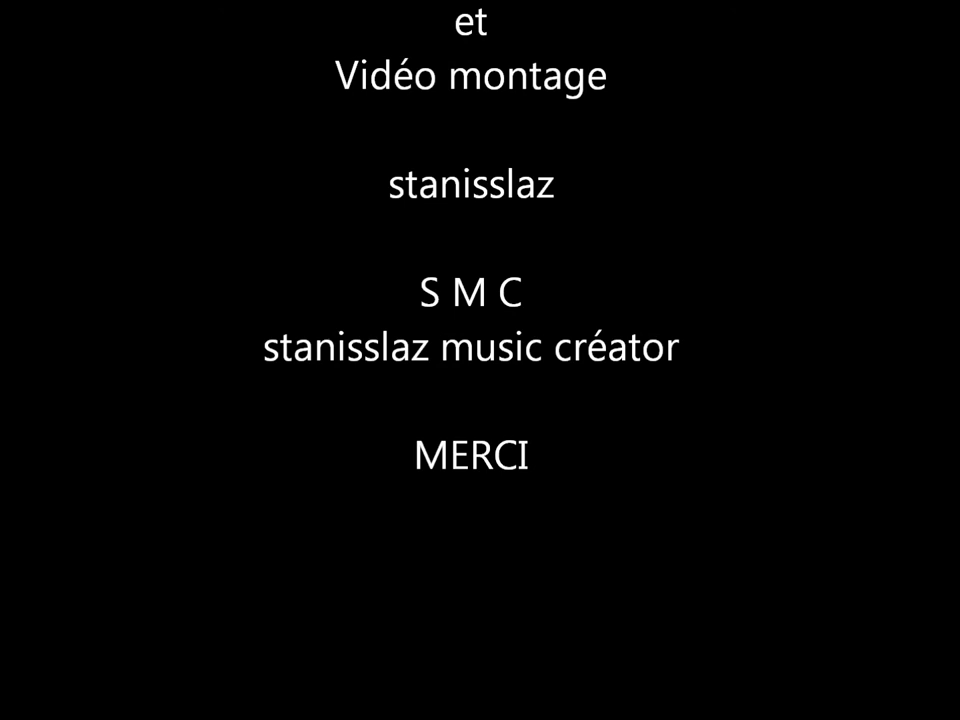 et
Vidéo montage
stanisslaz
S M C
stanisslaz music créator
MERCI